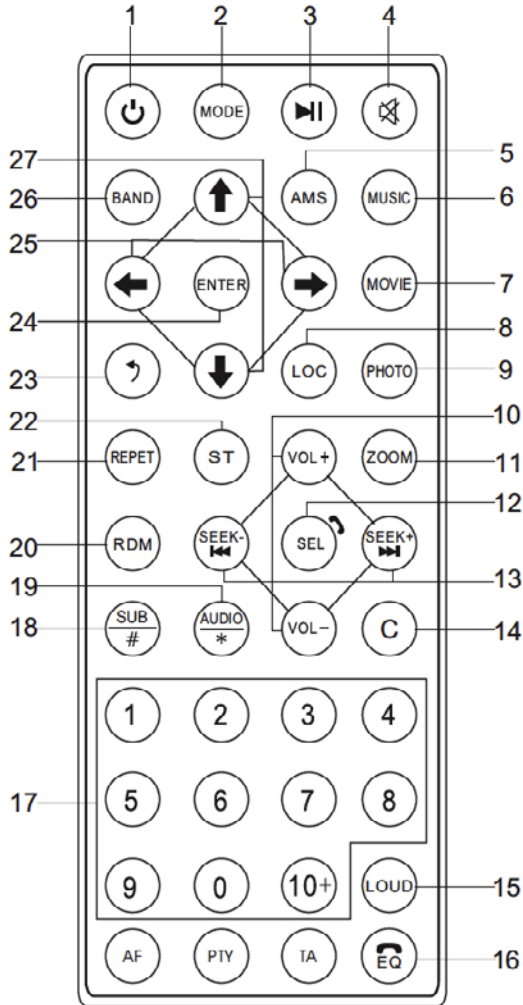 1 2 3 4
MODE
27 5
26 BAND AMS MUSIC 6
25
ENTER MOVIE 7
24 8
23 LOC PHOTO 9
22 10
21 REPET ST VOL+ ZOOM 11
12
20 RDM SEEK- SEL SEEK+
19 13
18 SUB # AUDIO * VOL- C 14
1 2 3 4
17 5 6 7 8
9 0 10+ LOUD 15
AF PTY TA EQ 16